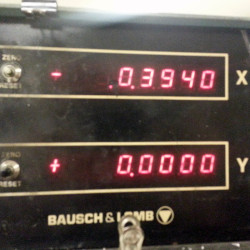 ZERO
- .0.3940 X
RESET
ZERO
+ 0.0000 Y
RESET
BAUSCH & LOMB